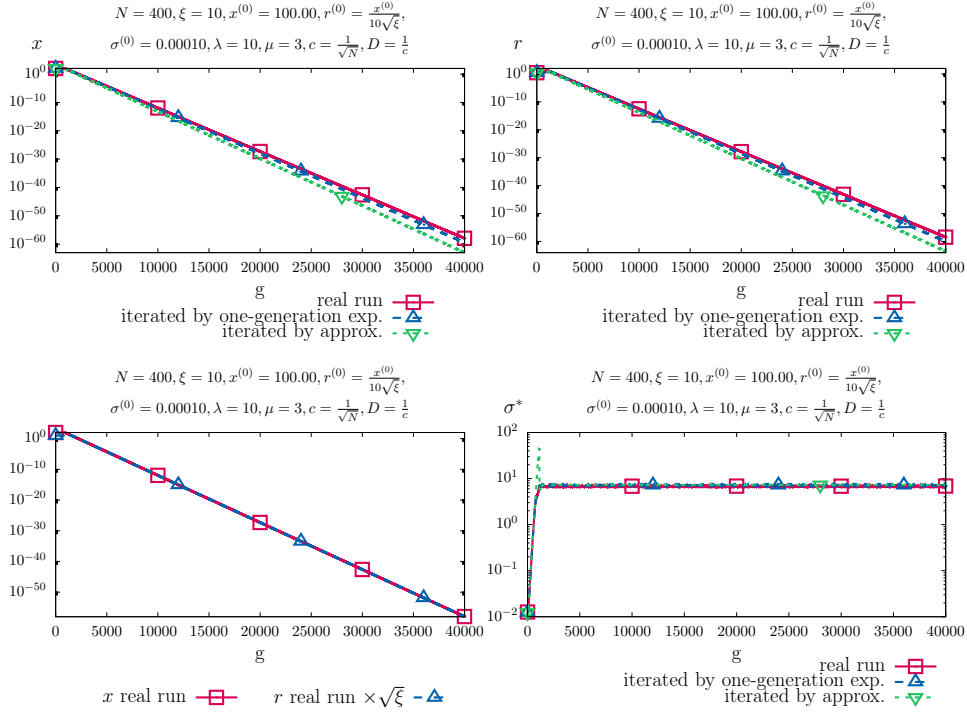 N = 400, ξ = 10, x^(0) = 100.00, r^(0) = x^(0)/(10√ξ),
σ^(0) = 0.00010, λ = 10, μ = 3, c = 1/√N, D = 1/c
x
10^0
10^−10
10^−20
10^−30
10^−40
10^−50
10^−60
0 5000 10000 15000 20000 25000 30000 35000 40000
g
real run
iterated by one-generation exp.
iterated by approx.
N = 400, ξ = 10, x^(0) = 100.00, r^(0) = x^(0)/(10√ξ),
σ^(0) = 0.00010, λ = 10, μ = 3, c = 1/√N, D = 1/c
r
10^0
10^−10
10^−20
10^−30
10^−40
10^−50
10^−60
0 5000 10000 15000 20000 25000 30000 35000 40000
g
real run
iterated by one-generation exp.
iterated by approx.
N = 400, ξ = 10, x^(0) = 100.00, r^(0) = x^(0)/(10√ξ),
σ^(0) = 0.00010, λ = 10, μ = 3, c = 1/√N, D = 1/c
10^0
10^−10
10^−20
10^−30
10^−40
10^−50
0 5000 10000 15000 20000 25000 30000 35000 40000
g
x real run
r real run ×√ξ
N = 400, ξ = 10, x^(0) = 100.00, r^(0) = x^(0)/(10√ξ),
σ^(0) = 0.00010, λ = 10, μ = 3, c = 1/√N, D = 1/c
σ*
10^2
10^1
10^0
10^−1
10^−2
0 5000 10000 15000 20000 25000 30000 35000 40000
g
real run
iterated by one-generation exp.
iterated by approx.